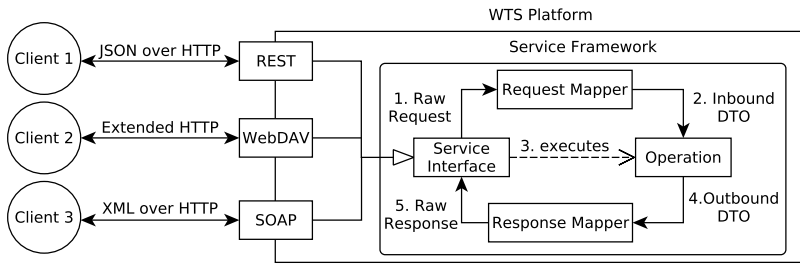 WTS Platform
Service Framework
Client 1
JSON over HTTP
REST
Client 2
Extended HTTP
WebDAV
Client 3
XML over HTTP
SOAP
1. Raw
Request
Request Mapper
2. Inbound
DTO
Service
Interface
3. executes
Operation
5. Raw
Response
Response Mapper
4.Outbound
DTO